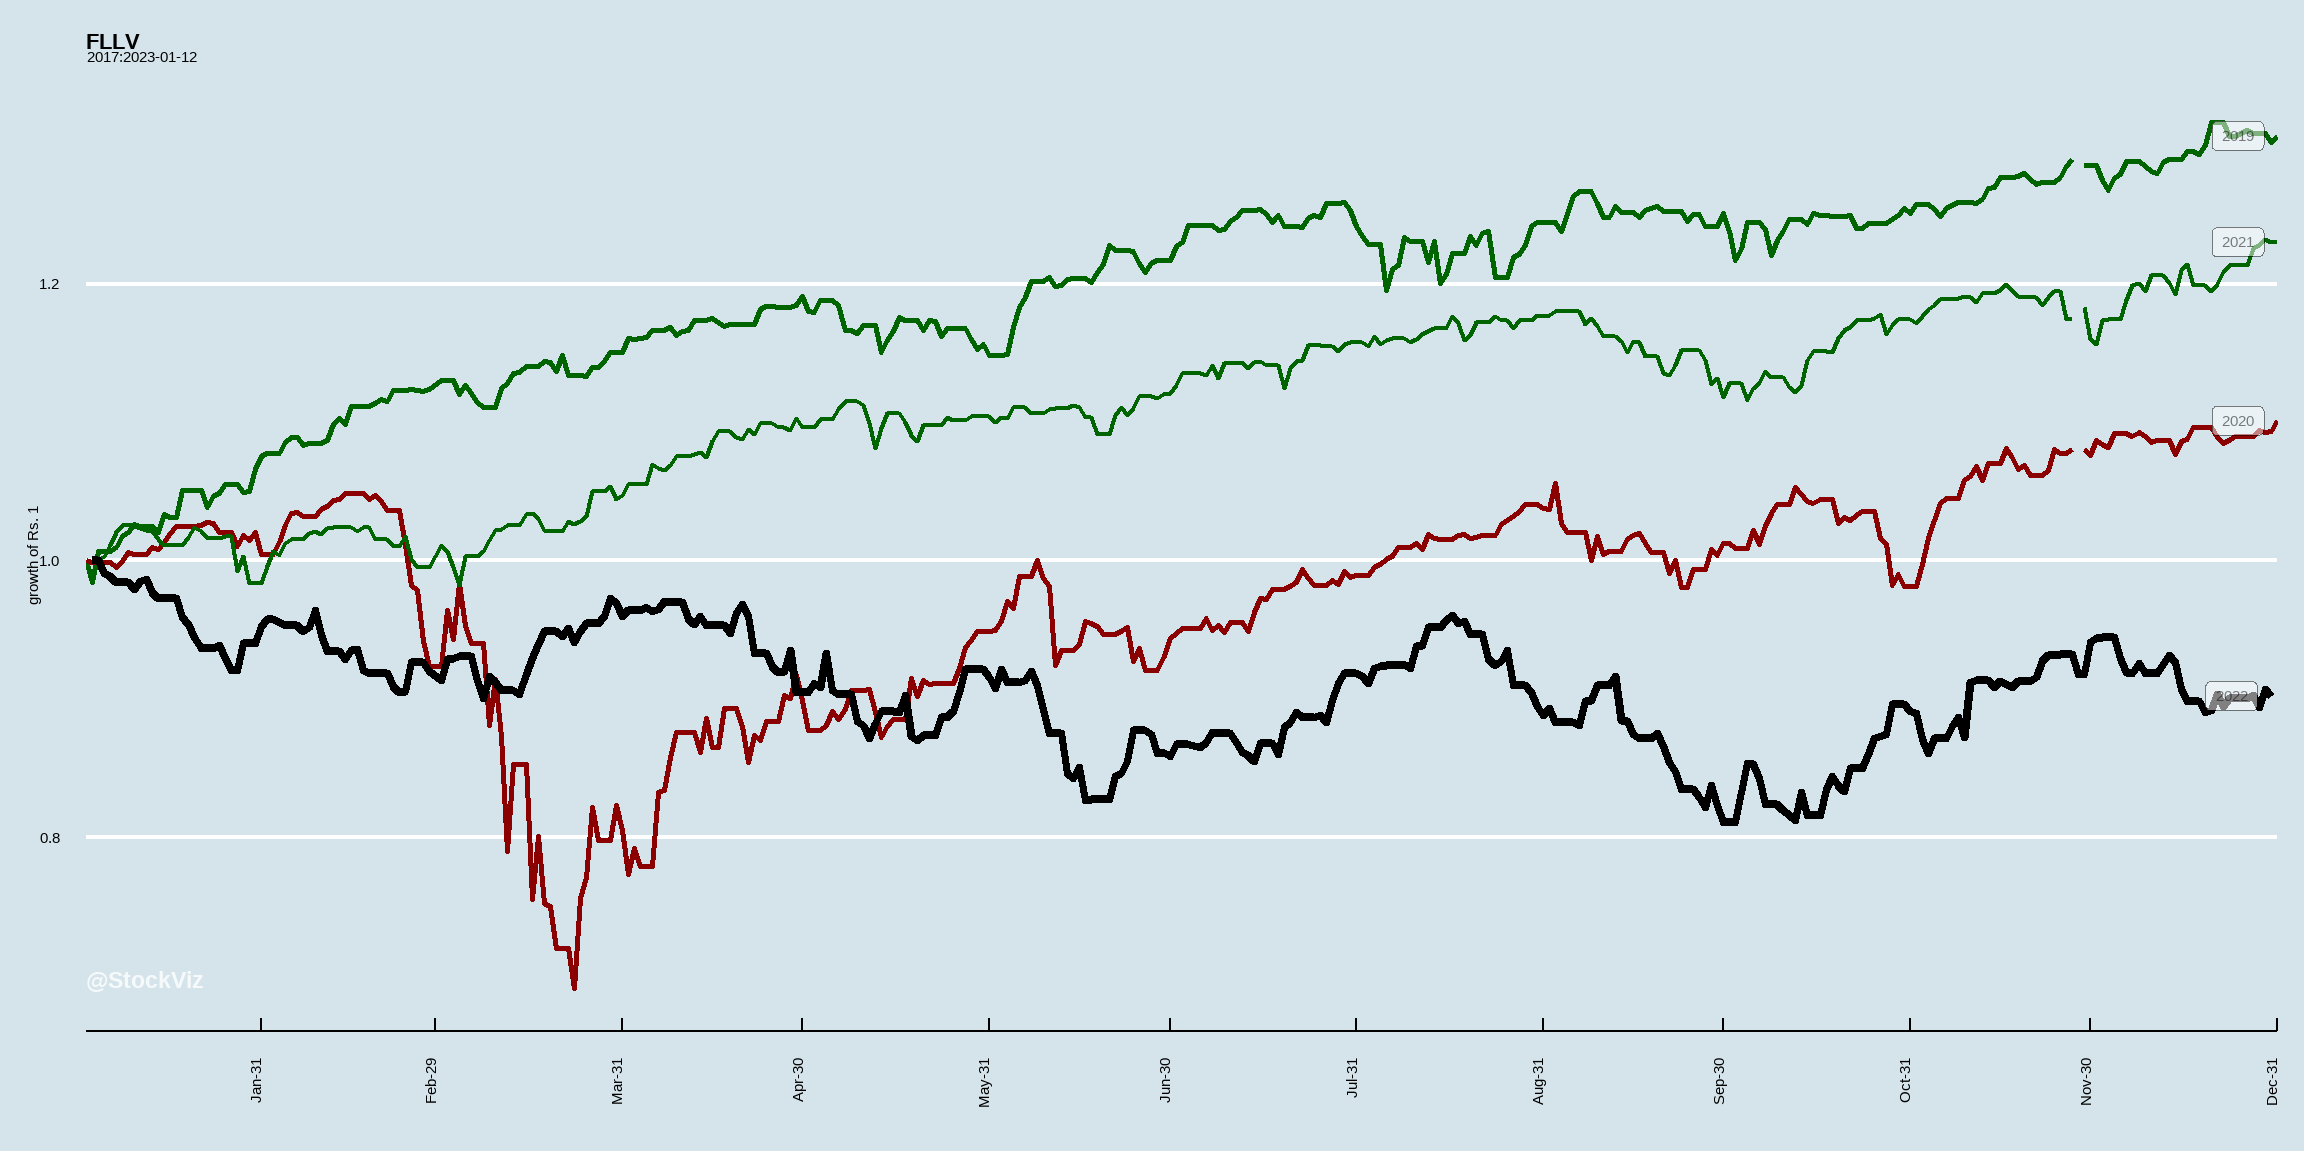 FLLV
2017:2023-01-12
2019
2021
1.2
2020
growth of Rs. 1
1.0
2022
0.8
@StockViz
Jan-31
Feb-29
Mar-31
Apr-30
May-31
Jun-30
Jul-31
Aug-31
Sep-30
Oct-31
Nov-30
Dec-31